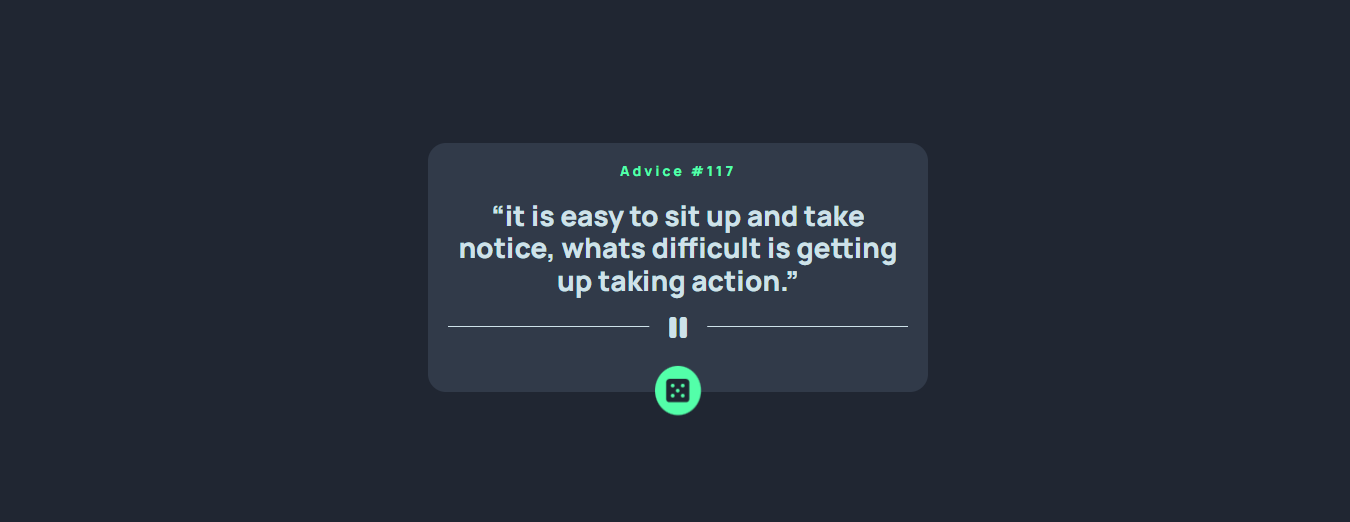 Advice #117
“it is easy to sit up and take
notice, whats difficult is getting
up taking action.”